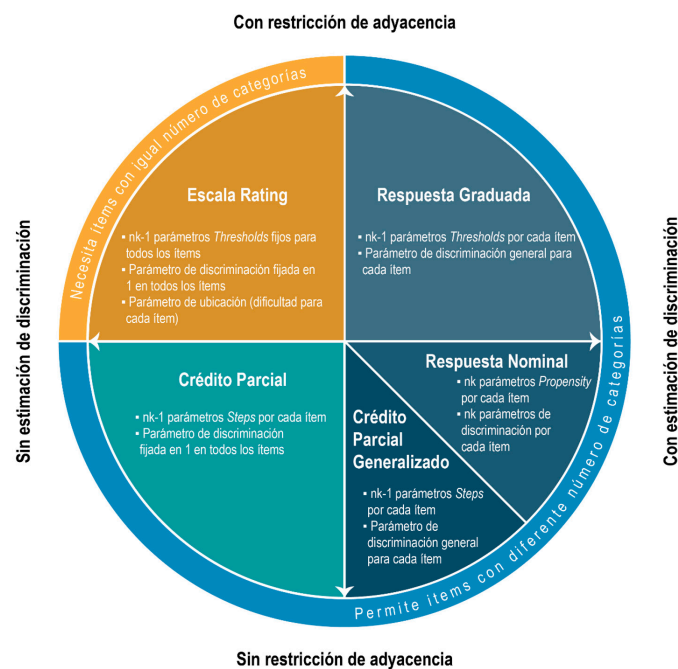 Con restricción de adyacencia
Necesita ítems con igual número de categorías
Escala Rating
▪ nk-1 parámetros Thresholds fijos para
todos los ítems
▪ Parámetro de discriminación fijada en
1 en todos los ítems
▪ Parámetro de ubicación (dificultad para
cada ítem)
Respuesta Graduada
▪ nk-1 parámetros Thresholds por cada ítem
▪ Parámetro de discriminación general para
cada ítem
Sin estimación de discriminación
Con estimación de discriminación
Crédito Parcial
▪ nk-1 parámetros Steps por cada ítem
▪ Parámetro de discriminación
fijada en 1 en todos los ítems
Respuesta Nominal
▪ nk parámetros Propensity
por cada ítem
▪ nk parámetros de
discriminación por
cada ítem
Crédito
Parcial
Generalizado
▪ nk-1 parámetros Steps
por cada ítem
▪ Parámetro de
discriminación general
para cada ítem
Permite items con diferente número de categorías
Sin restricción de adyacencia